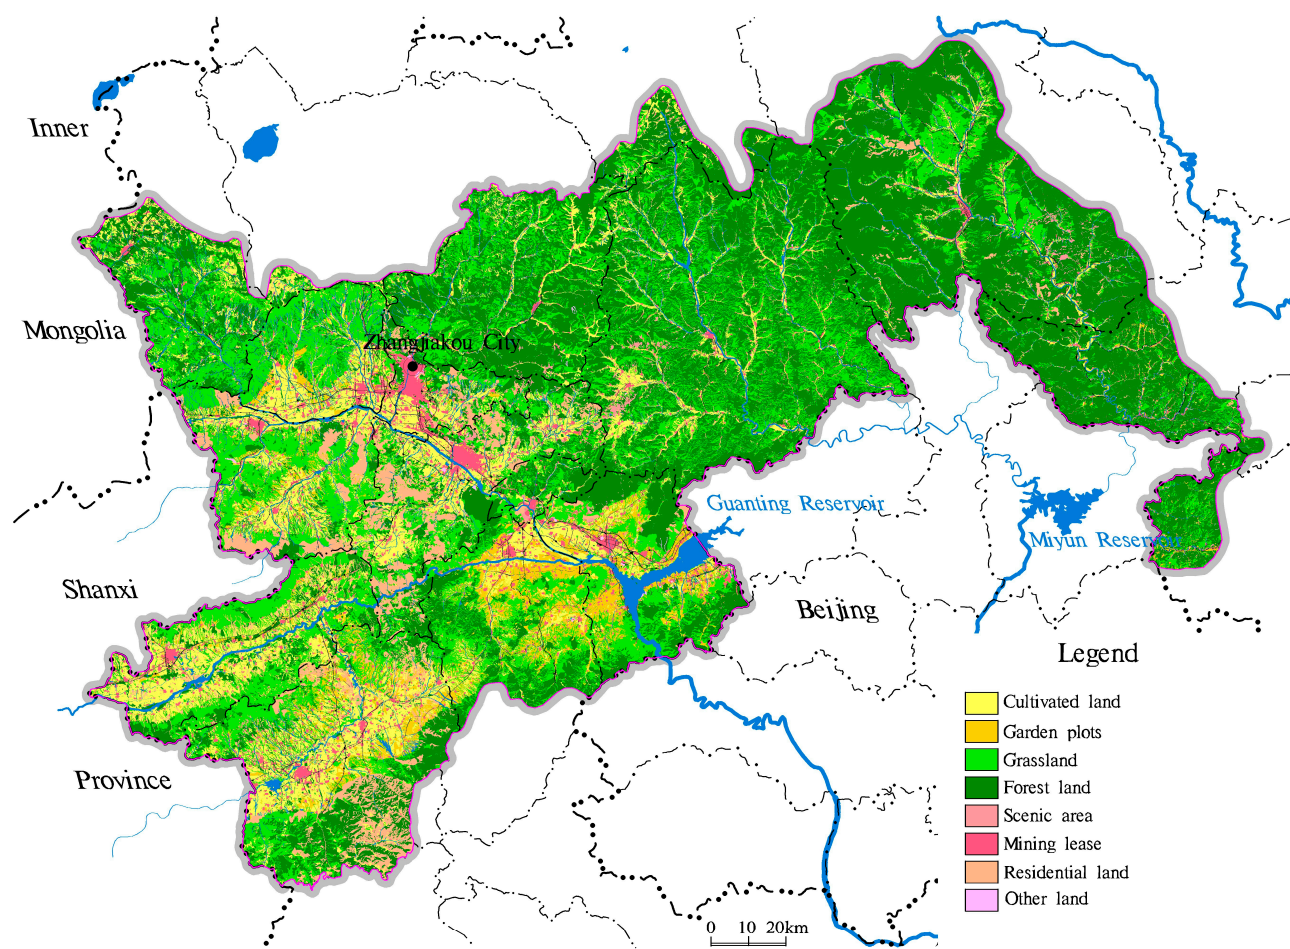 Inner
Mongolia
Zhangjiakou City
Guanting Reservoir
Miyun Reservoir
Shanxi
Beijing
Province
Legend
Cultivated land
Garden plots
Grassland
Forest land
Scenic area
Mining lease
Residential land
Other land
0 10 20km